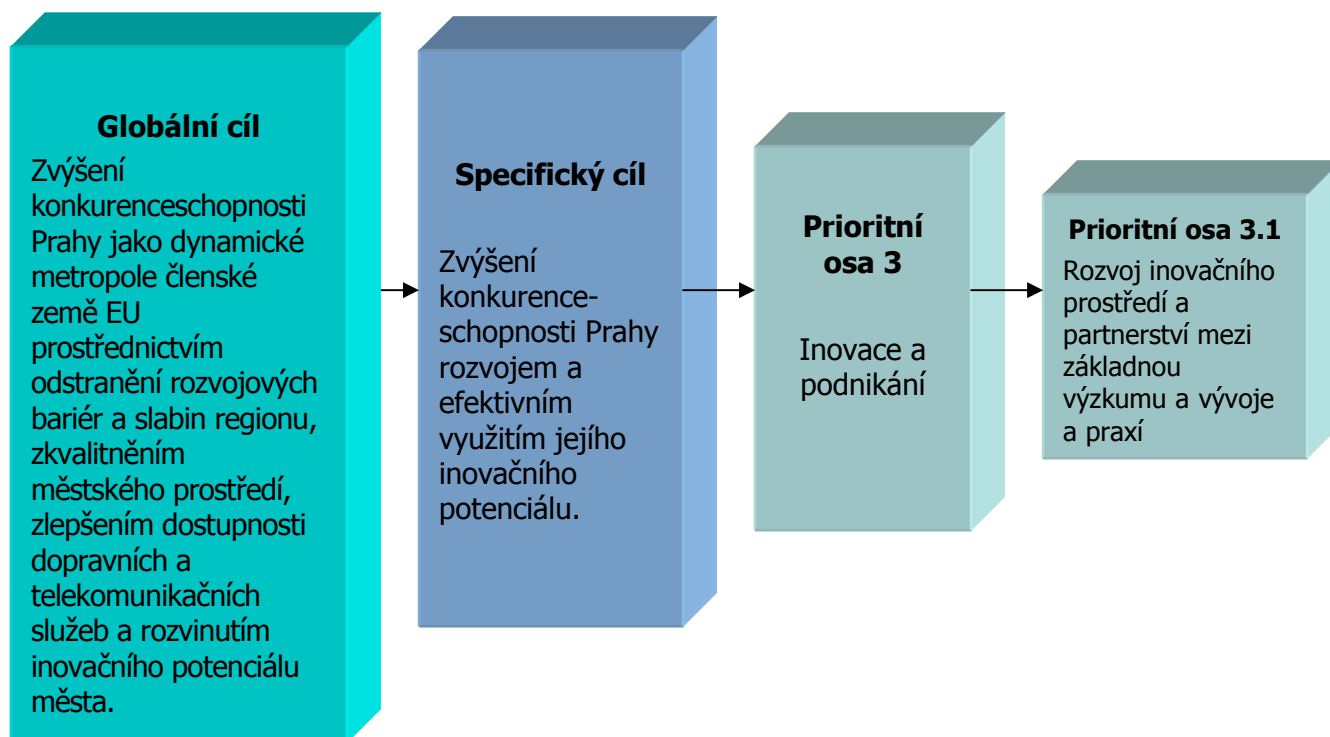 Globální cíl
Zvýšení
konkurenceschopnosti
Prahy jako dynamické
metropole členské
země EU
prostřednictvím
odstranění rozvojových
bariér a slabin regionu,
zkvalitněním
městského prostředí,
zlepšením dostupnosti
dopravních a
telekomunikačních
služeb a rozvinutím
inovačního potenciálu
města.
Specifický cíl
Zvýšení
konkurence-
schopnosti Prahy
rozvojem a
efektivním
využitím jejího
inovačního
potenciálu.
Prioritní
osa 3
Inovace a
podnikání
Prioritní osa 3.1
Rozvoj inovačního
prostředí a
partnerství mezi
základnou
výzkumu a vývoje
a praxí